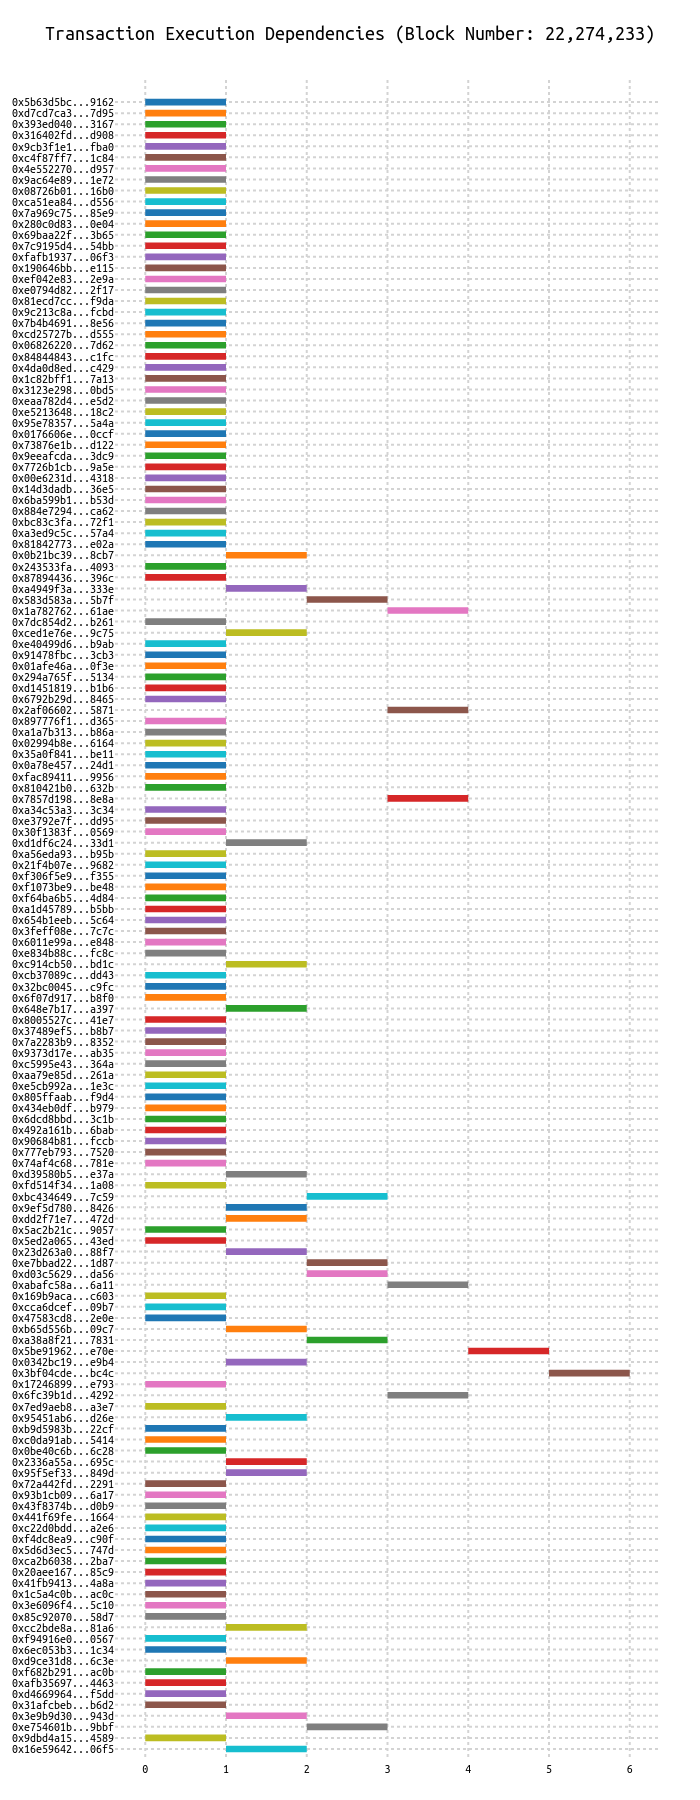 Transaction Execution Dependencies (Block Number: 22,274,233)
0x5b63d5bc...9162
0xd7cd7ca3...7d95
0x393ed040...3167
0x316402fd...d908
0x9cb3f1e1...fba0
0xc4f87ff7...1c84
0x4e552270...d957
0x9ac64e89...1e72
0x08726b01...16b0
0xca51ea84...d556
0x7a969c75...85e9
0x280c0d83...0e04
0x69baa22f...3b65
0x7c9195d4...54bb
0xfafb1937...06f3
0x190646bb...e115
0xef042e83...2e9a
0xe0794d82...2f17
0x81ecd7cc...f9da
0x9c213c8a...fcbd
0x7b4b4691...8e56
0xcd25727b...d555
0x06826220...7d62
0x84844843...c1fc
0x4da0d8ed...c429
0x1c82bff1...7a13
0x3123e298...0bd5
0xeaa782d4...e5d2
0xe5213648...18c2
0x95e78357...5a4a
0x0176606e...0ccf
0x73876e1b...d122
0x9eeafcda...3dc9
0x7726b1cb...9a5e
0x00e6231d...4318
0x14d3dadb...36e5
0x6ba599b1...b53d
0x884e7294...ca62
0xbc83c3fa...72f1
0xa3ed9c5c...57a4
0x81842773...e02a
0x0b21bc39...8cb7
0x243533fa...4093
0x87894436...396c
0xa4949f3a...333e
0x583d583a...5b7f
0x1a782762...61ae
0x7dc854d2...b261
0xced1e76e...9c75
0xe40499d6...b9ab
0x91478fbc...3cb3
0x01afe46a...0f3e
0x294a765f...5134
0xd1451819...b1b6
0x6792b29d...8465
0x2af06602...5871
0x897776f1...d365
0xa1a7b313...b86a
0x02994b8e...6164
0x35a0f841...be11
0x0a78e457...24d1
0xfac89411...9956
0x810421b0...632b
0x7857d198...8e8a
0xa34c53a3...3c34
0xe3792e7f...dd95
0x30f1383f...0569
0xd1df6c24...33d1
0xa56eda93...b95b
0x21f4b07e...9682
0xf306f5e9...f355
0xf1073be9...be48
0xf64ba6b5...4d84
0xa1d45789...b5bb
0x654b1eeb...5c64
0x3feff08e...7c7c
0x6011e99a...e848
0xe834b88c...fc8c
0xc914cb50...bd1c
0xcb37089c...dd43
0x32bc0045...c9fc
0x6f07d917...b8f0
0x648e7b17...a397
0x8005527c...41e7
0x37489ef5...b8b7
0x7a2283b9...8352
0x9373d17e...ab35
0xc5995e43...364a
0xaa79e85d...261a
0xe5cb992a...1e3c
0x805ffaab...f9d4
0x434eb0df...b979
0x6dcd8bbd...3c1b
0x492a161b...6bab
0x90684b81...fccb
0x777eb793...7520
0x74af4c68...781e
0xd39580b5...e37a
0xfd514f34...1a08
0xbc434649...7c59
0x9ef5d780...8426
0xdd2f71e7...472d
0x5ac2b21c...9057
0x5ed2a065...43ed
0x23d263a0...88f7
0xe7bbad22...1d87
0xd03c5629...da56
0xabafc58a...6a11
0x169b9aca...c603
0xcca6dcef...09b7
0x47583cd8...2e0e
0xb65d556b...09c7
0xa38a8f21...7831
0x5be91962...e70e
0x0342bc19...e9b4
0x3bf04cde...bc4c
0x17246899...e793
0x6fc39b1d...4292
0x7ed9aeb8...a3e7
0x95451ab6...d26e
0xb9d5983b...22cf
0xc0da91ab...5414
0x0be40c6b...6c28
0x2336a55a...695c
0x95f5ef33...849d
0x72a442fd...2291
0x93b1cb09...6a17
0x43f8374b...d0b9
0x441f69fe...1664
0xc22d0bdd...a2e6
0xf4dc8ea9...c90f
0x5d6d3ec5...747d
0xca2b6038...2ba7
0x20aee167...85c9
0x41fb9413...4a8a
0x1c5a4c0b...ac0c
0x3e6096f4...5c10
0x85c92070...58d7
0xcc2bde8a...81a6
0xf94916e0...0567
0x6ec053b3...1c34
0xd9ce31d8...6c3e
0xf682b291...ac0b
0xafb35697...4463
0xd4669964...f5dd
0x31afcbeb...b6d2
0x3e9b9d30...943d
0xe754601b...9bbf
0x9dbd4a15...4589
0x16e59642...06f5
0 1 2 3 4 5 6